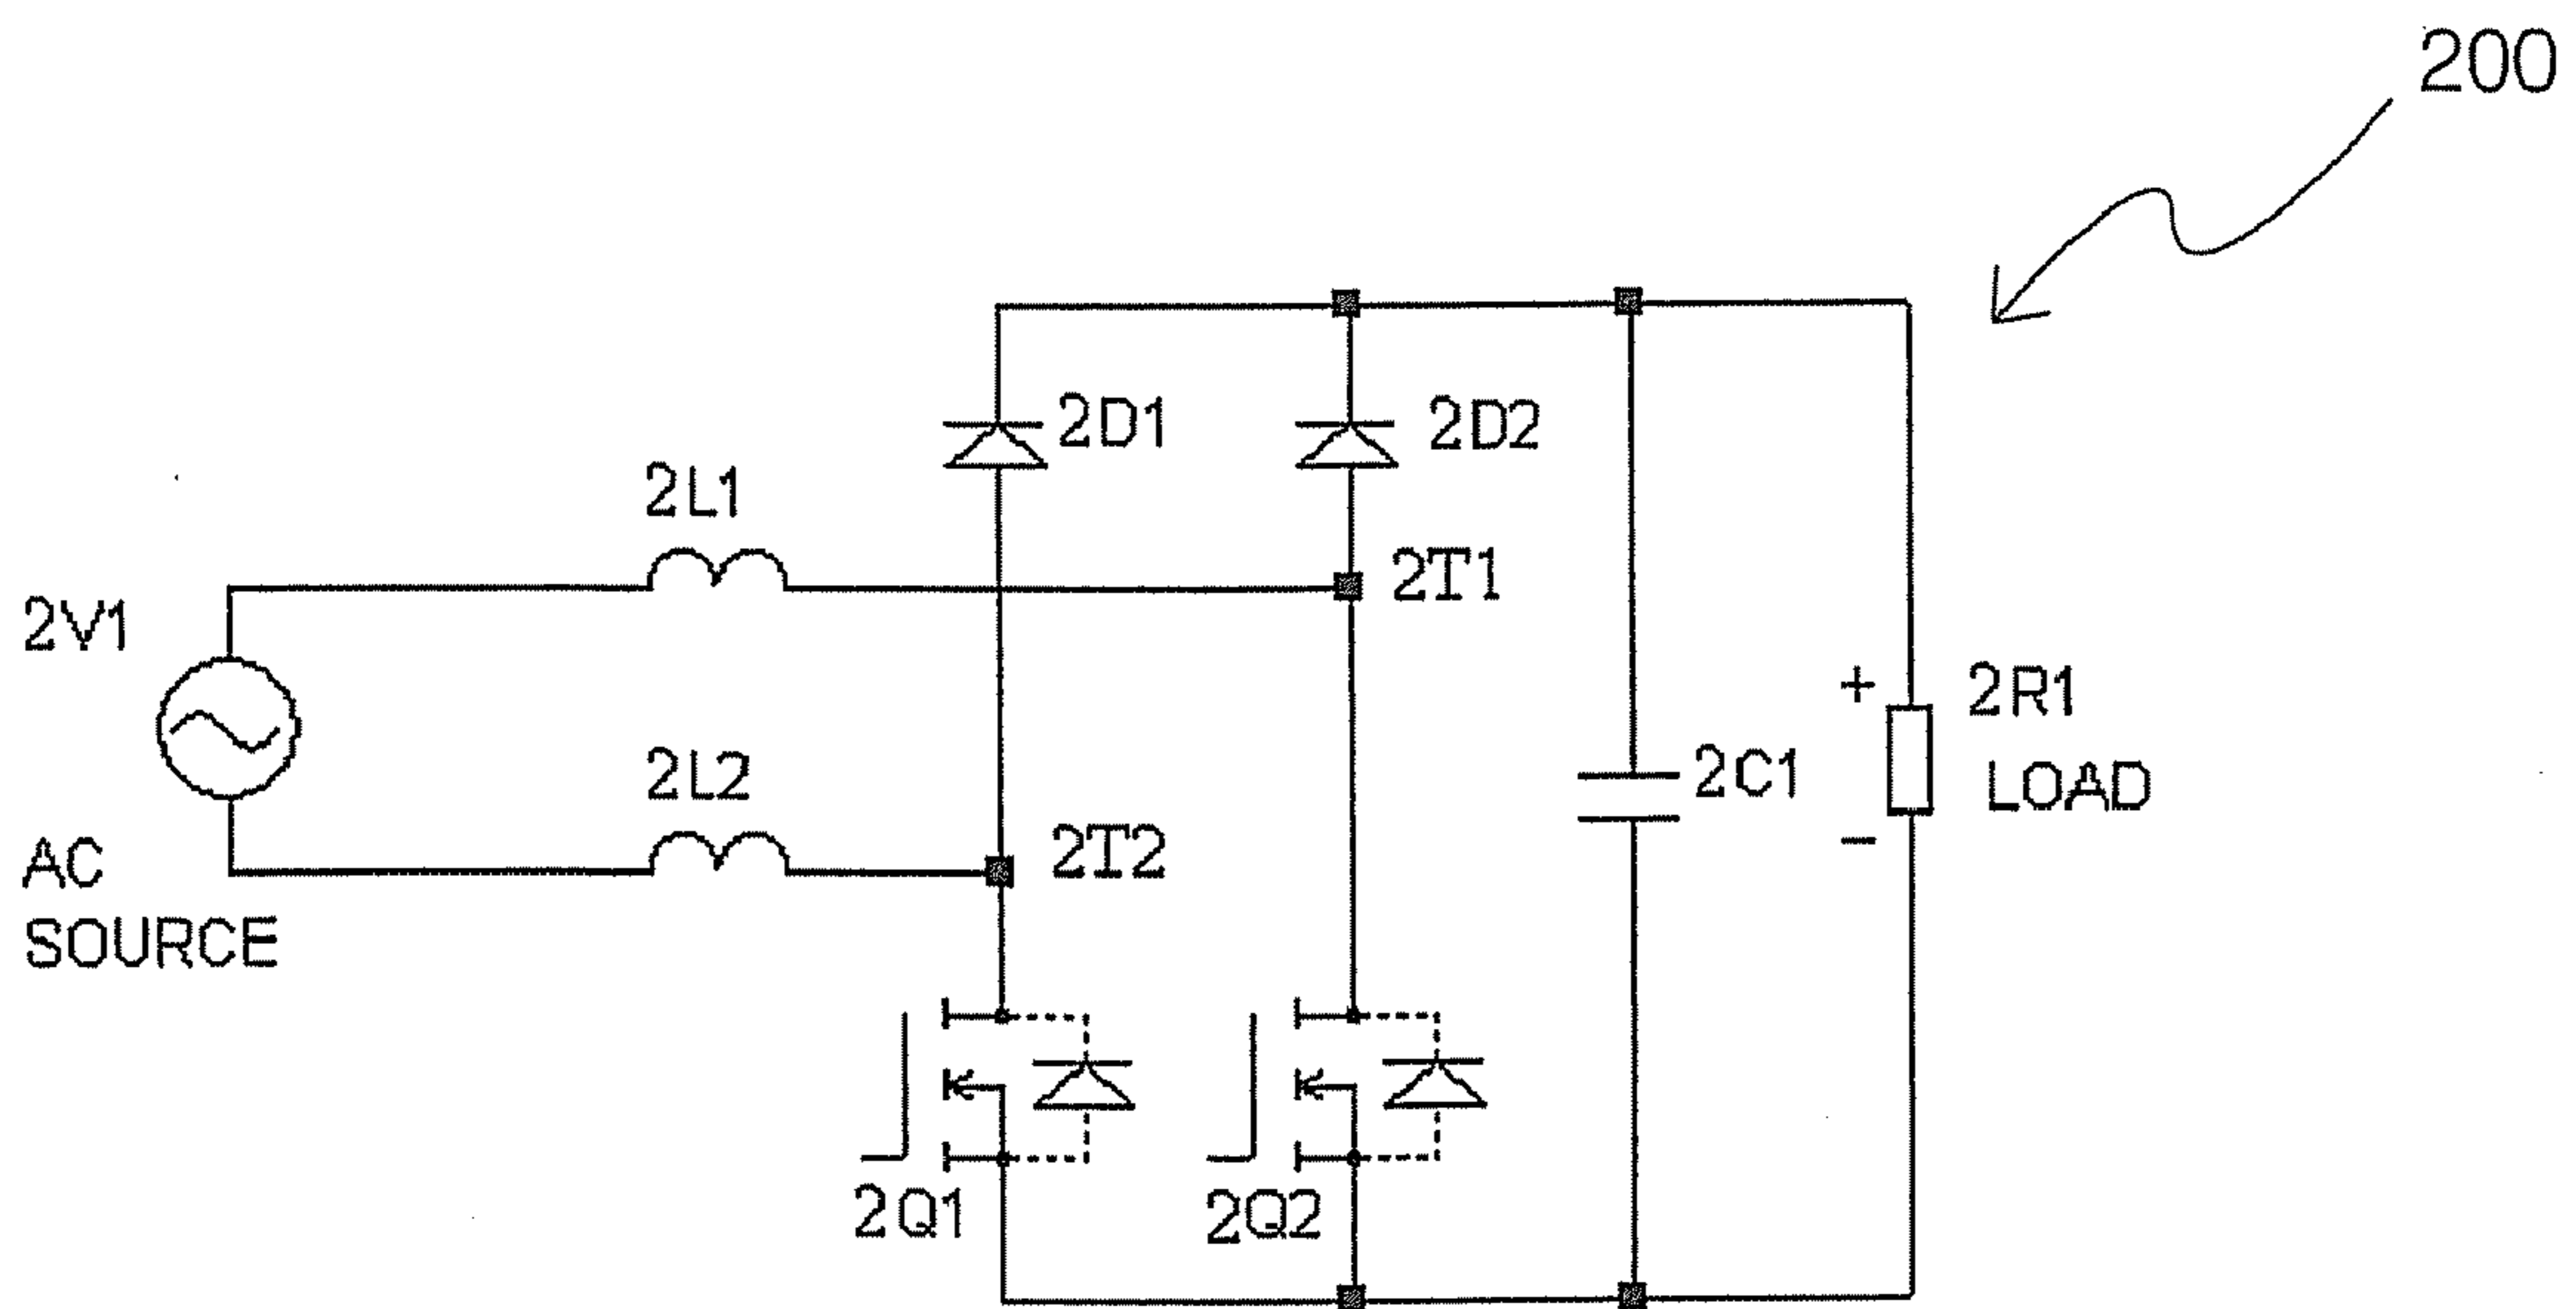 200
2D1
2D2
2L1
2T1
2V1
2R1
LOAD
+
2L2
2C1
2T2
−
AC
SOURCE
2Q1
2Q2